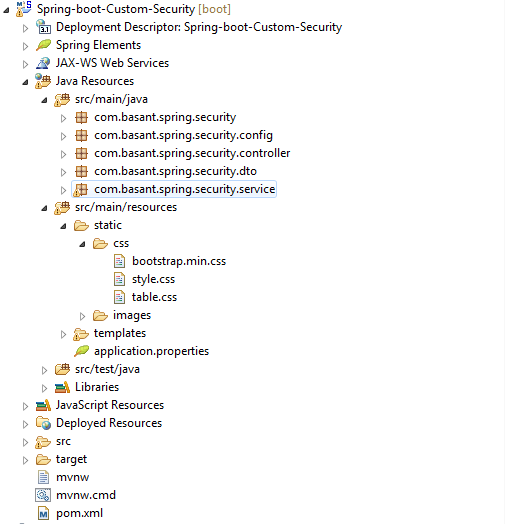 Spring-boot-Custom-Security [boot]
Deployment Descriptor: Spring-boot-Custom-Security
Spring Elements
JAX-WS Web Services
Java Resources
src/main/java
com.basant.spring.security
com.basant.spring.security.config
com.basant.spring.security.controller
com.basant.spring.security.dto
com.basant.spring.security.service
src/main/resources
static
css
bootstrap.min.css
style.css
table.css
images
templates
application.properties
src/test/java
Libraries
JavaScript Resources
Deployed Resources
src
target
mvnw
mvnw.cmd
pom.xml